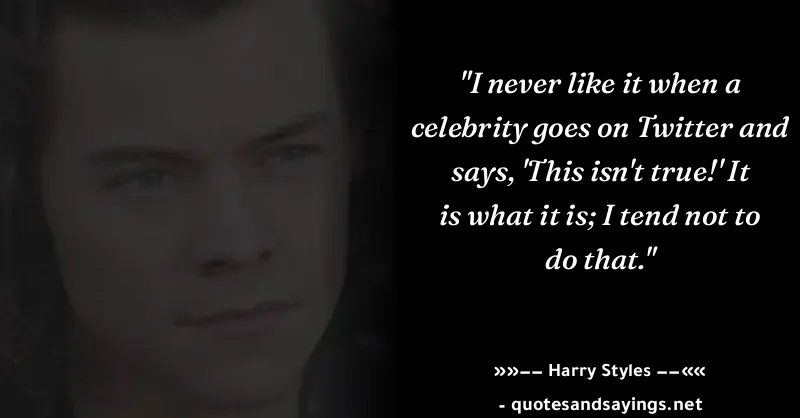 "I never like it when a
celebrity goes on Twitter and
says, 'This isn't true!' It
is what it is; I tend not to
do that."
»»−− Harry Styles −−««
- quotesandsayings.net